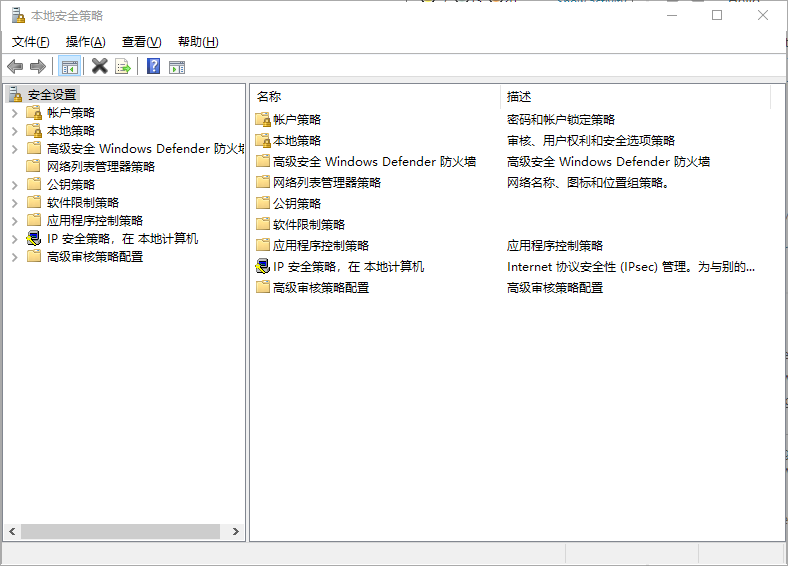 本地安全策略
文件(F) 操作(A) 查看(V) 帮助(H)
安全设置
帐户策略
本地策略
高级安全 Windows Defender 防火墙
网络列表管理器策略
公钥策略
软件限制策略
应用程序控制策略
IP 安全策略，在 本地计算机
高级审核策略配置
名称 描述
帐户策略 密码和帐户锁定策略
本地策略 审核、用户权利和安全选项策略
高级安全 Windows Defender 防火墙 高级安全 Windows Defender 防火墙
网络列表管理器策略 网络名称、图标和位置组策略。
公钥策略
软件限制策略
应用程序控制策略 应用程序控制策略
IP 安全策略，在 本地计算机 Internet 协议安全性 (IPsec) 管理。为与别的...
高级审核策略配置 高级审核策略配置